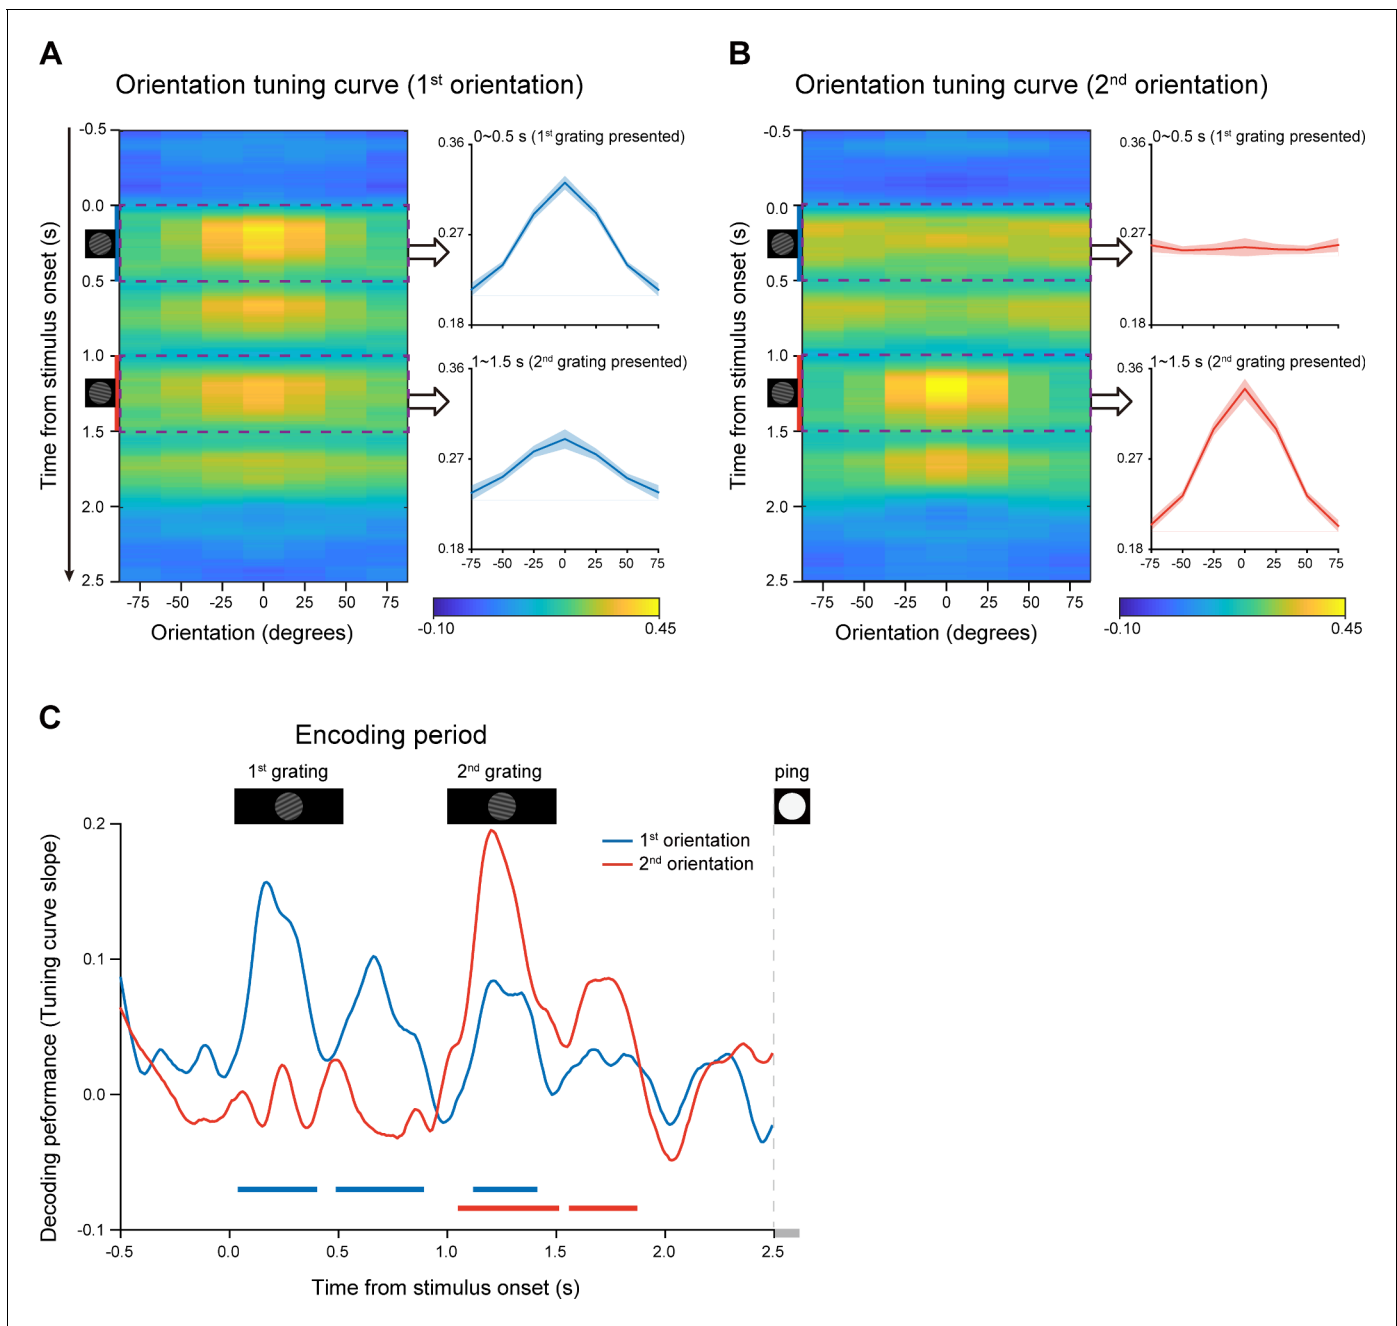 A
Orientation tuning curve (1st orientation)
Time from stimulus onset (s)
-0.5
0.0
0.5
1.0
1.5
2.0
2.5
-75 -50 -25 0 25 50 75
Orientation (degrees)
0~0.5 s (1st grating presented)
0.36
0.27
0.18
1~1.5 s (2nd grating presented)
0.36
0.27
0.18
-75 -50 -25 0 25 50 75
-0.10 0.45
B
Orientation tuning curve (2nd orientation)
Time from stimulus onset (s)
-0.5
0.0
0.5
1.0
1.5
2.0
2.5
-75 -50 -25 0 25 50 75
Orientation (degrees)
0~0.5 s (1st grating presented)
0.36
0.27
0.18
1~1.5 s (2nd grating presented)
0.36
0.27
0.18
-75 -50 -25 0 25 50 75
-0.10 0.45
C
Encoding period
1st grating 2nd grating ping
1st orientation
2nd orientation
Decoding peformance (Tuning curve slope)
0.2
0.1
0.0
-0.1
-0.5 0.0 0.5 1.0 1.5 2.0 2.5
Time from stimulus onset (s)